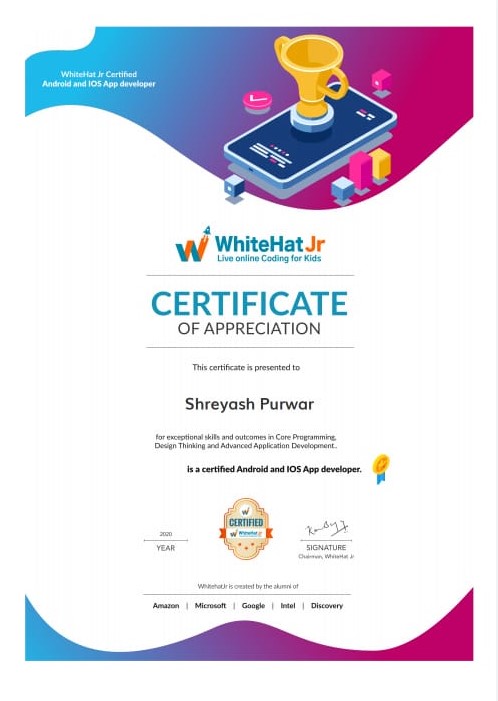 WhiteHat Jr Certified
Android and IOS App developer
WhiteHat Jr
Live online Coding for Kids
CERTIFICATE
OF APPRECIATION
This certificate is presented to
Shreyash Purwar
for exceptional skills and outcomes in Core Programming,
Design Thinking and Advanced Application Development..
is a certified Android and IOS App developer.
CERTIFIED
WhiteHat Jr
2020
YEAR
SIGNATURE
Chairman, WhiteHat Jr
WhitehatJr is created by the alumni of
Amazon | Microsoft | Google | Intel | Discovery